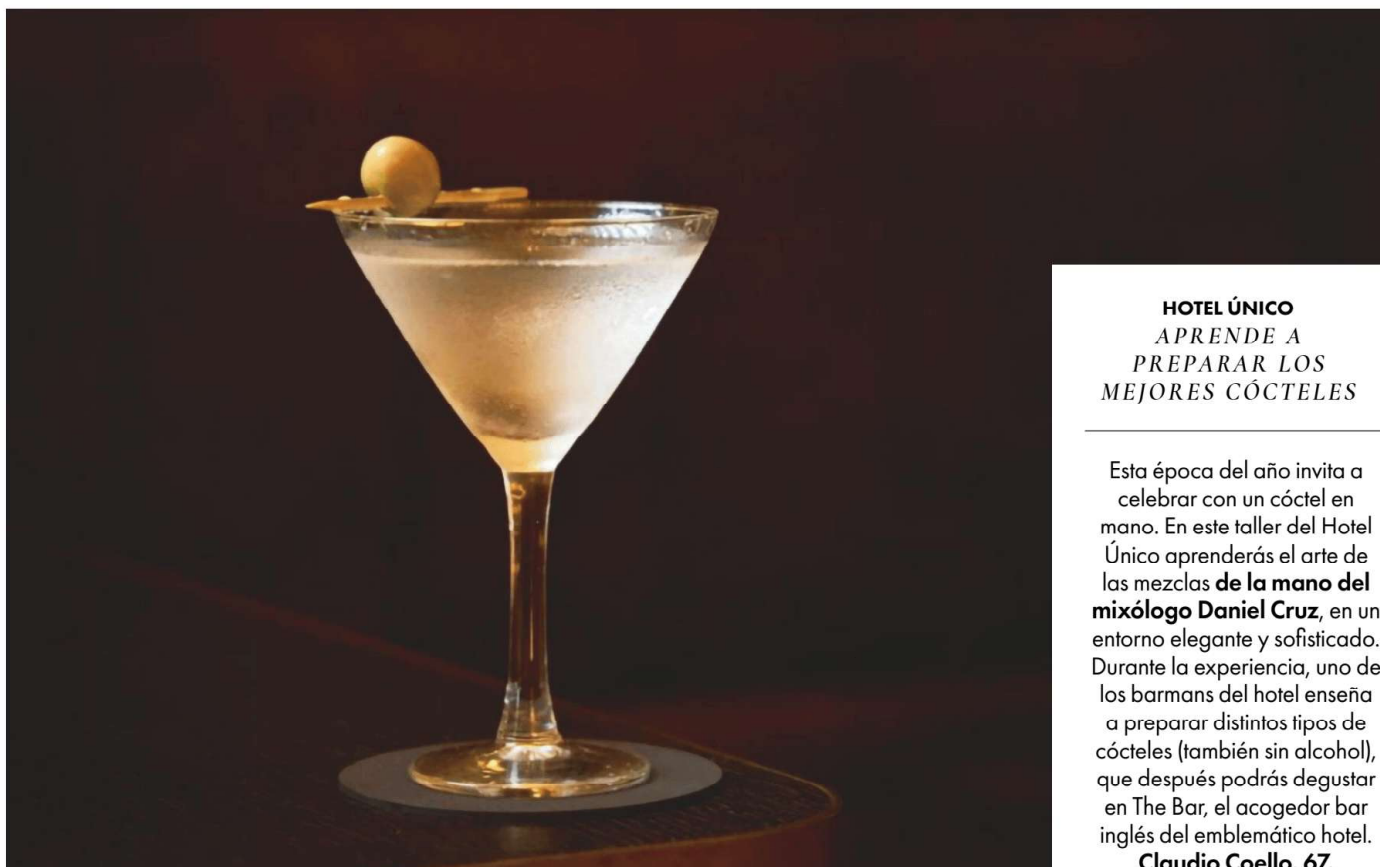 HOTEL ÚNICO
APRENDE A
PREPARAR LOS
MEJORES CÓCTELES
Esta época del año invita a
celebrar con un cóctel en
mano. En este taller del Hotel
Único aprenderás el arte de
las mezclas de la mano del
mixólogo Daniel Cruz, en un
entorno elegante y sofisticado.
Durante la experiencia, uno de
los barmans del hotel enseña
a preparar distintos tipos de
cócteles (también sin alcohol),
que después podrás degustar
en The Bar, el acogedor bar
inglés del emblemático hotel.
Claudio Coello, 67